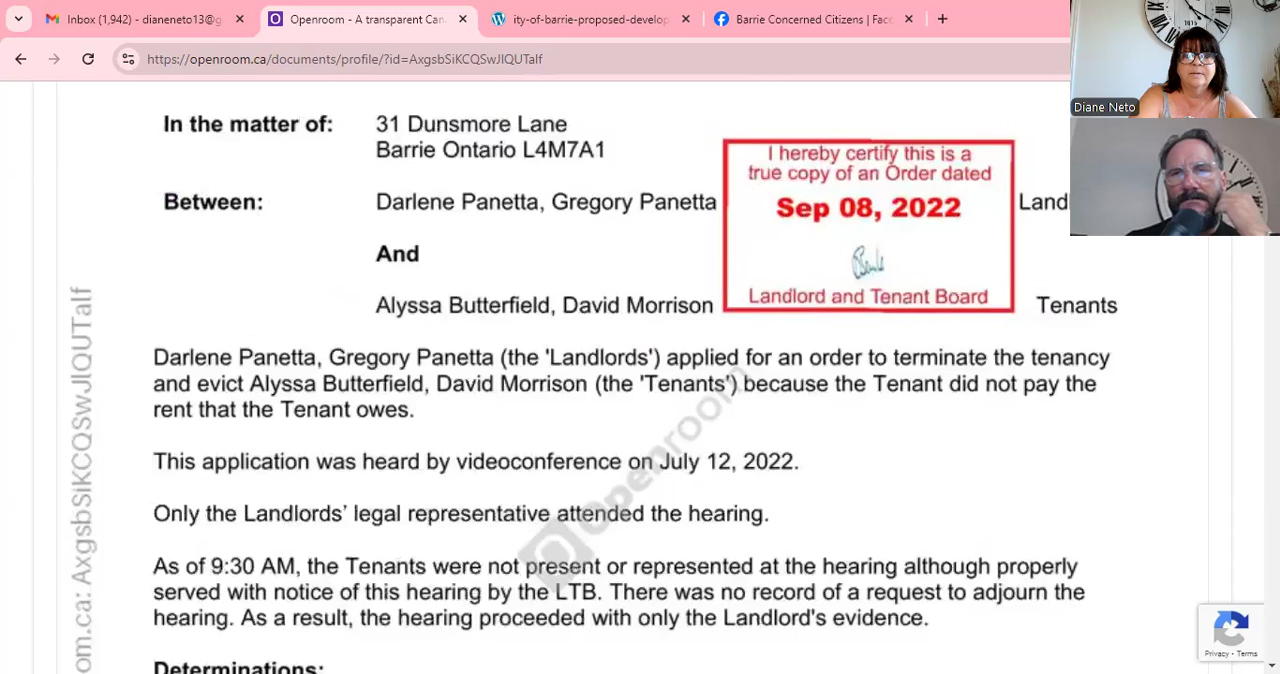 Inbox (1,942) - dianeneto13@g
Openroom - A transparent Can
ity-of-barrie-proposed-develop
Barrie Concerned Citizens | Fac
https://openroom.ca/documents/profile/?id=AxgsbSiKCQSwJlQUTaIf
Diane Neto
In the matter of: 31 Dunsmore Lane
Barrie Ontario L4M7A1
I hereby certify this is a
true copy of an Order dated
Sep 08, 2022
Landlord and Tenant Board
Between: Darlene Panetta, Gregory Panetta Land
And
Alyssa Butterfield, David Morrison Tenants
Darlene Panetta, Gregory Panetta (the 'Landlords') applied for an order to terminate the tenancy
and evict Alyssa Butterfield, David Morrison (the 'Tenants') because the Tenant did not pay the
rent that the Tenant owes.
This application was heard by videoconference on July 12, 2022.
Only the Landlords' legal representative attended the hearing.
As of 9:30 AM, the Tenants were not present or represented at the hearing although properly
served with notice of this hearing by the LTB. There was no record of a request to adjourn the
hearing. As a result, the hearing proceeded with only the Landlord's evidence.
Determinations:
Openroom
om.ca: AxgsbSiKCQSwJlQUTaIf
Privacy - Terms